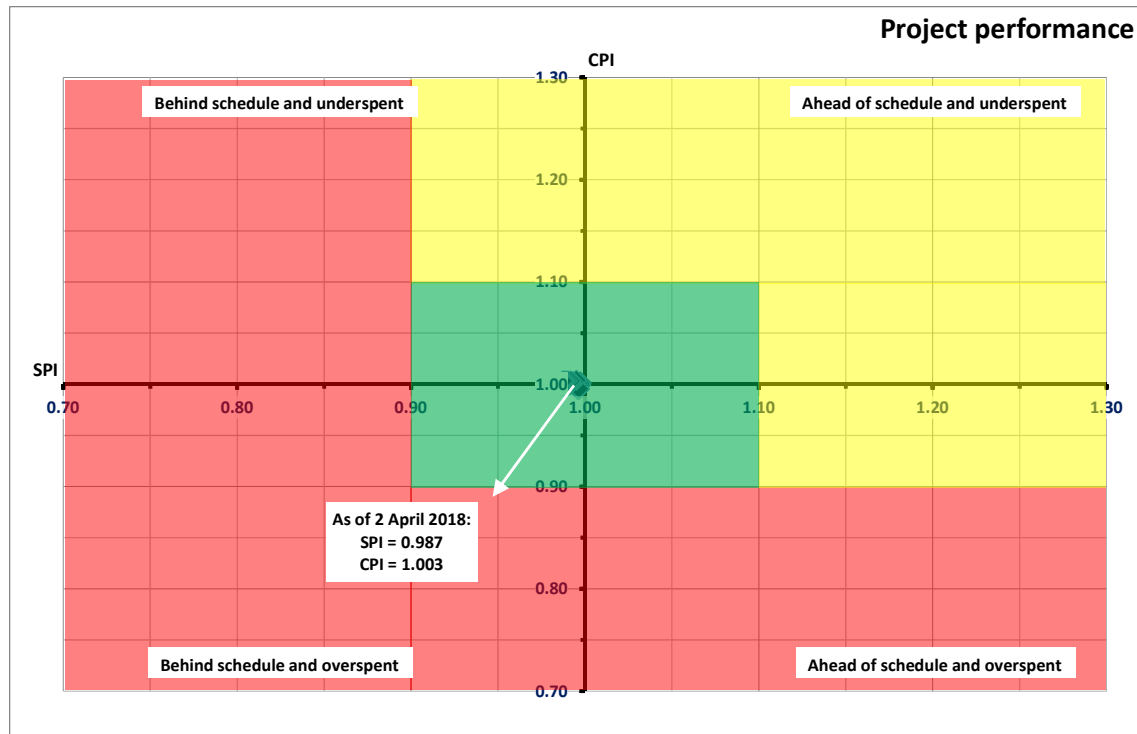 Project performance
CPI
1.30
Behind schedule and underspent
Ahead of schedule and underspent
1.20
1.10
SPI
1.00
0.70
0.80
0.90
1.00
1.10
1.20
1.30
0.90
As of 2 April 2018:
SPI = 0.987
CPI = 1.003
0.80
Behind schedule and overspent
Ahead of schedule and overspent
0.70